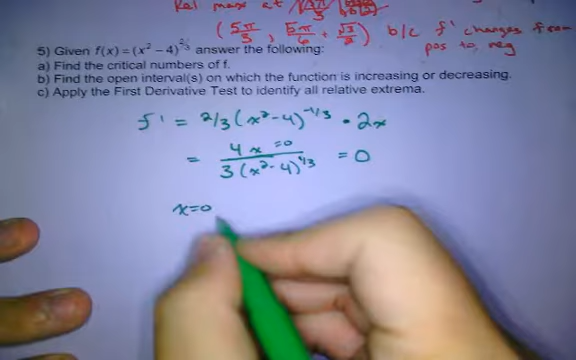 Rel max at
(5π/3, 5π/6 + √3/2) b/c f' changes from
pos to neg
5) Given f(x) = (x² − 4)^⅔ answer the following:
a) Find the critical numbers of f.
b) Find the open interval(s) on which the function is increasing or decreasing.
c) Apply the First Derivative Test to identify all relative extrema.
f' = 2/3 (x² − 4)^−1/3 • 2x
= 4x =0 / 3(x² − 4)^1/3 = 0
x=0